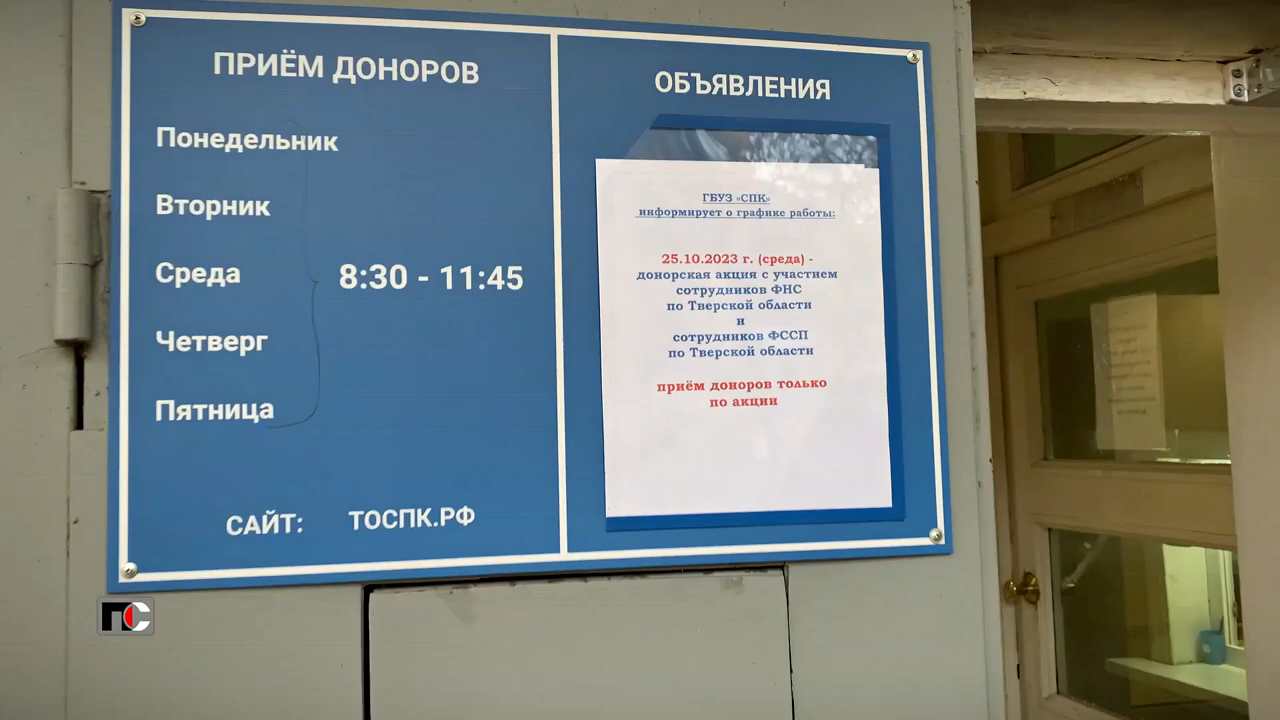 ПРИЁМ ДОНОРОВ
Понедельник
Вторник
Среда
8:30 - 11:45
Четверг
Пятница
САЙТ: ТОСПК.РФ
ОБЪЯВЛЕНИЯ
ГБУЗ «СПК»
информирует о графике работы:
25.10.2023 г. (среда) -
донорская акция с участием
сотрудников ФНС
по Тверской области
и
сотрудников ФССП
по Тверской области
приём доноров только
по акции
ПС